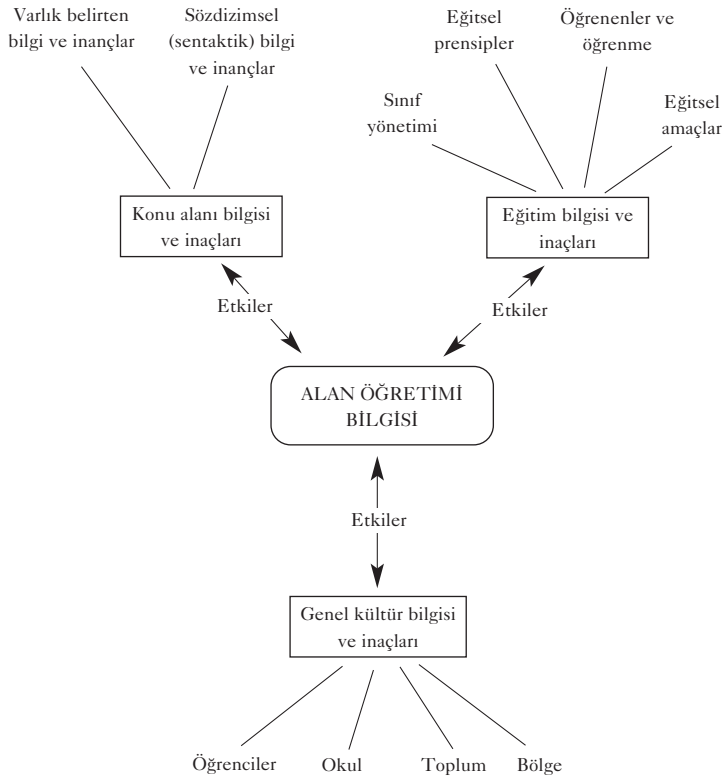 Varlık belirten
bilgi ve inançlar
Sözdizimsel
(sentaktik) bilgi
ve inançlar
Eğitsel
prensipler
Öğrenenler ve
öğrenme
Sınıf
yönetimi
Eğitsel
amaçlar
Konu alanı bilgisi
ve inaçları
Eğitim bilgisi ve
inaçları
Etkiler
Etkiler
ALAN ÖĞRETİMİ
BİLGİSİ
Etkiler
Genel kültür bilgisi
ve inaçları
Öğrenciler
Okul
Toplum
Bölge